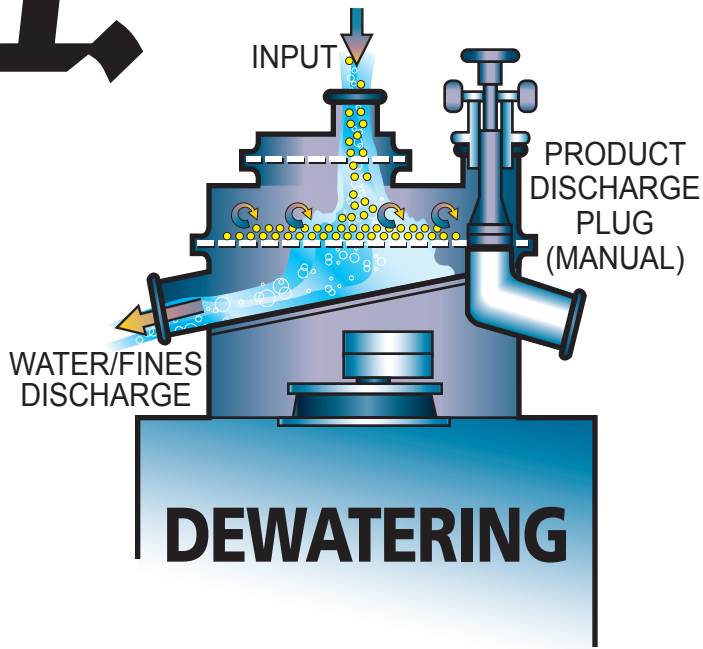 INPUT
PRODUCT
DISCHARGE
PLUG
(MANUAL)
WATER/FINES
DISCHARGE
DEWATERING